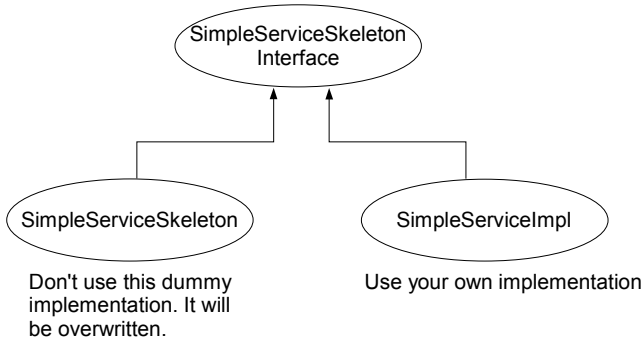 SimpleServiceSkeleton
Interface
SimpleServiceSkeleton
SimpleServiceImpl
Don't use this dummy
implementation. It will
be overwritten.
Use your own implementation